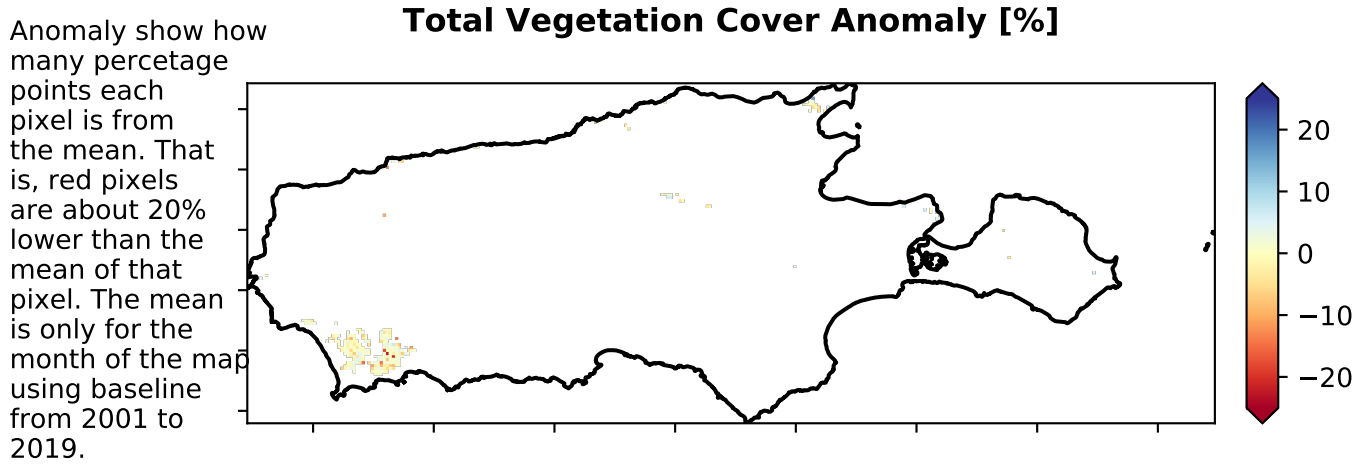 Total Vegetation Cover Anomaly [%]
Anomaly show how
many percetage
points each
pixel is from
the mean. That
is, red pixels
are about 20%
lower than the
mean of that
pixel. The mean
is only for the
month of the map
using baseline
from 2001 to
2019.
20
10
0
−10
−20